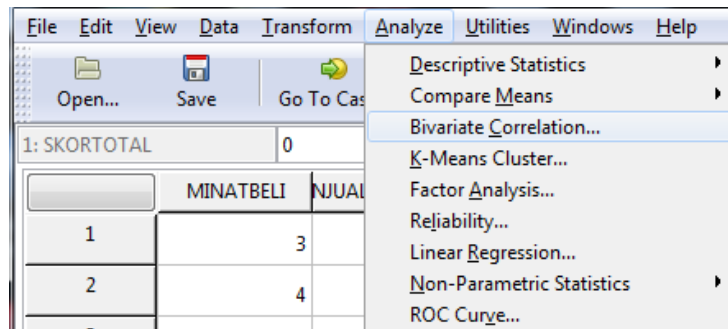 File Edit View Data Transform Analyze Utilities Windows Help
Open... Save Go To Cas
1: SKORTOTAL 0
MINATBELI NJUAL
1 3
2 4
Descriptive Statistics
Compare Means
Bivariate Correlation...
K-Means Cluster...
Factor Analysis...
Reliability...
Linear Regression...
Non-Parametric Statistics
ROC Curve...